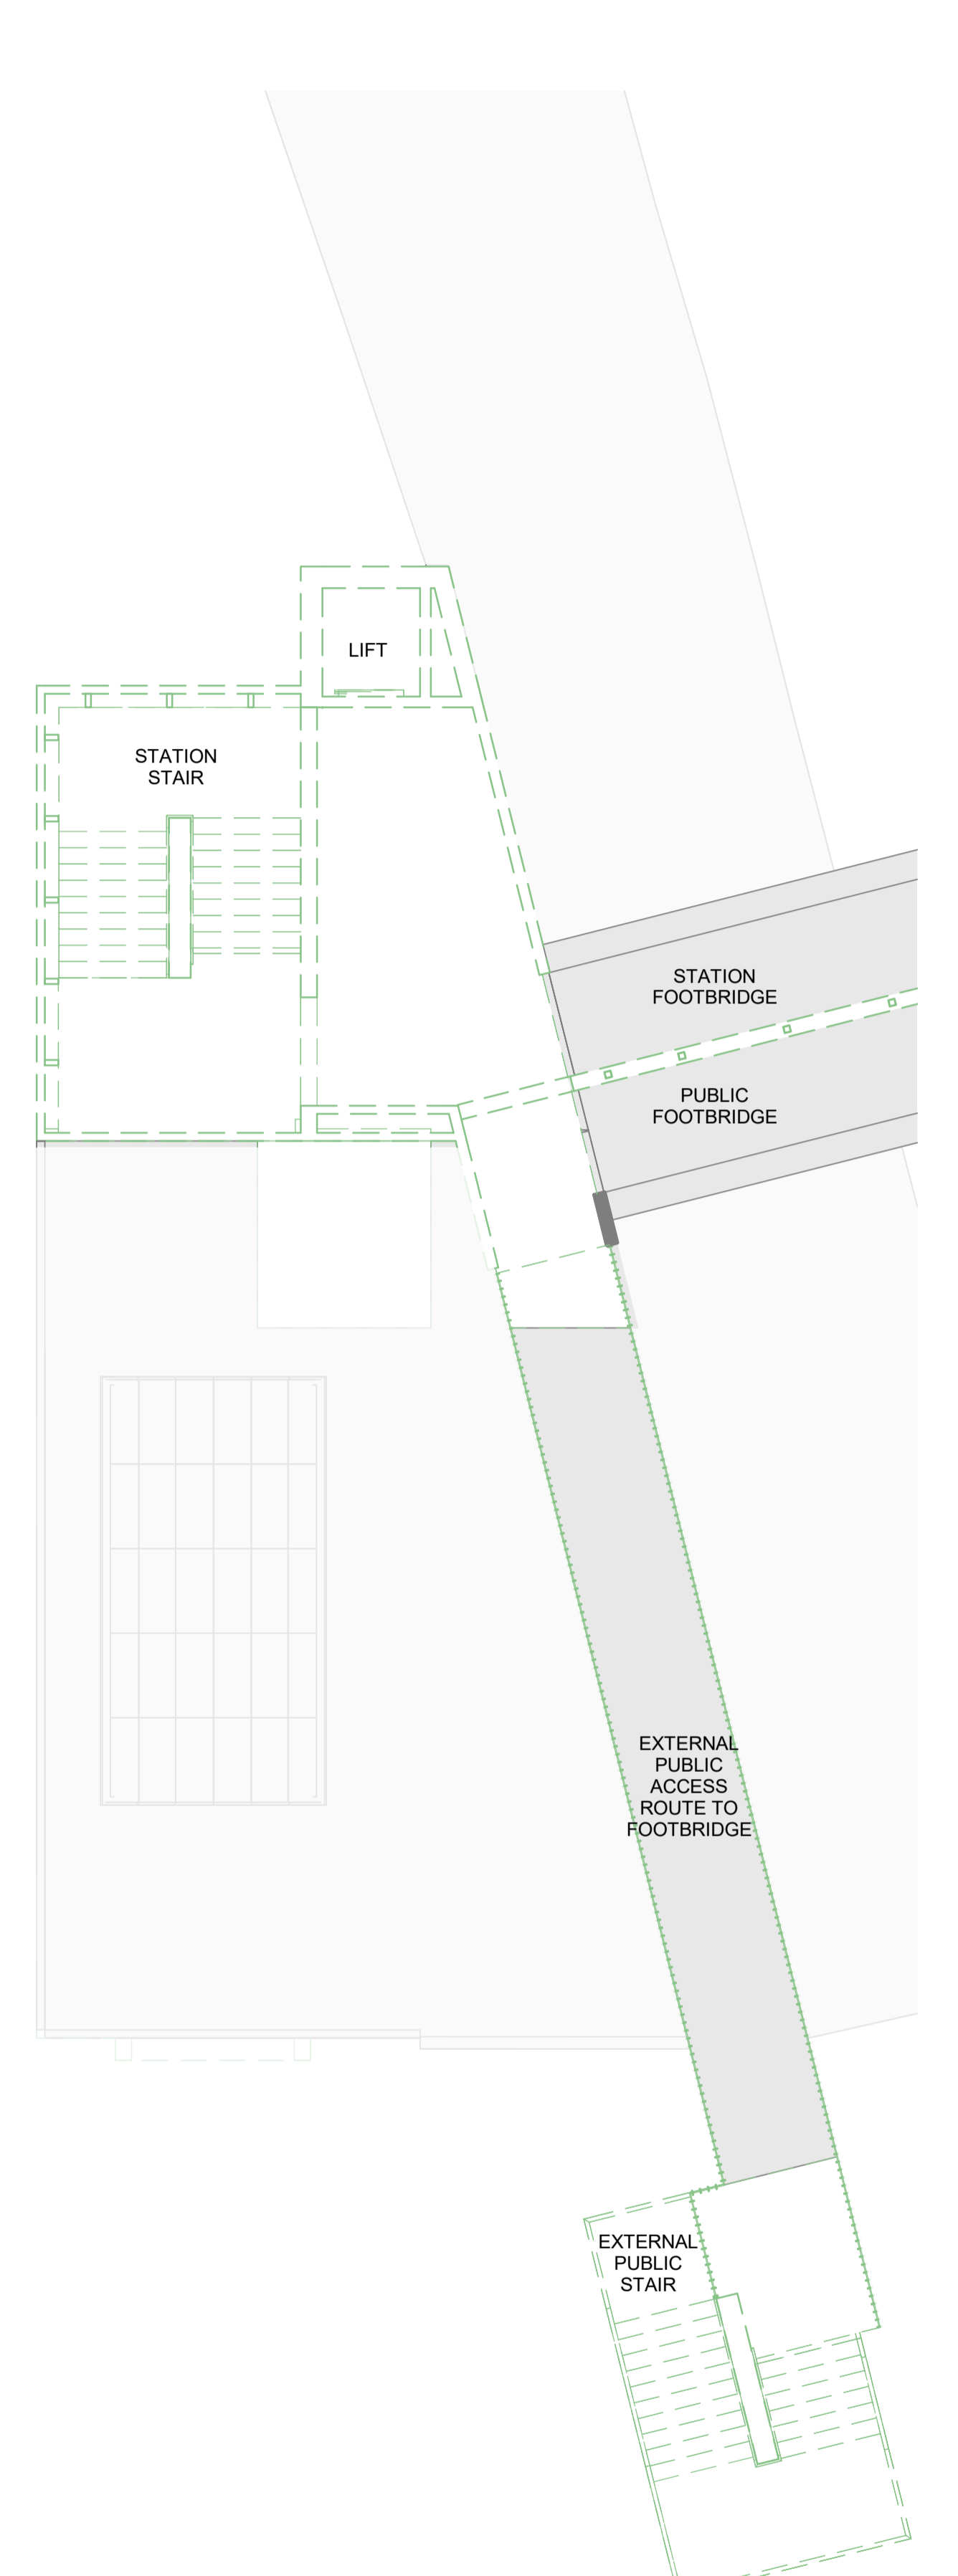 LIFT
STATION
STAIR
STATION
FOOTBRIDGE
PUBLIC
FOOTBRIDGE
EXTERNAL
PUBLIC
ACCESS
ROUTE TO
FOOTBRIDGE
EXTERNAL
PUBLIC
STAIR